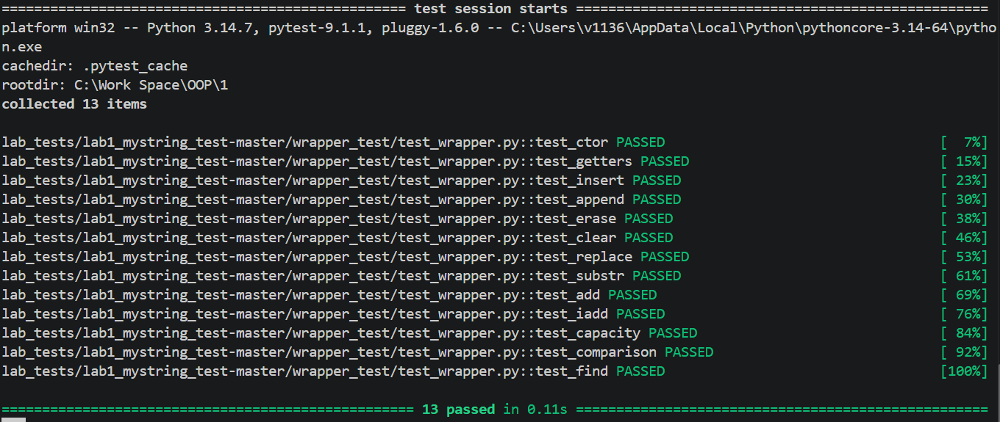 ================================================== test session starts ===================================================
platform win32 -- Python 3.14.7, pytest-9.1.1, pluggy-1.6.0 -- C:\Users\v1136\AppData\Local\Python\pythoncore-3.14-64\pytho
n.exe
cachedir: .pytest_cache
rootdir: C:\Work Space\OOP\1
collected 13 items
lab_tests/lab1_mystring_test-master/wrapper_test/test_wrapper.py::test_ctor PASSED [  7%]
lab_tests/lab1_mystring_test-master/wrapper_test/test_wrapper.py::test_getters PASSED [ 15%]
lab_tests/lab1_mystring_test-master/wrapper_test/test_wrapper.py::test_insert PASSED [ 23%]
lab_tests/lab1_mystring_test-master/wrapper_test/test_wrapper.py::test_append PASSED [ 30%]
lab_tests/lab1_mystring_test-master/wrapper_test/test_wrapper.py::test_erase PASSED [ 38%]
lab_tests/lab1_mystring_test-master/wrapper_test/test_wrapper.py::test_clear PASSED [ 46%]
lab_tests/lab1_mystring_test-master/wrapper_test/test_wrapper.py::test_replace PASSED [ 53%]
lab_tests/lab1_mystring_test-master/wrapper_test/test_wrapper.py::test_substr PASSED [ 61%]
lab_tests/lab1_mystring_test-master/wrapper_test/test_wrapper.py::test_add PASSED [ 69%]
lab_tests/lab1_mystring_test-master/wrapper_test/test_wrapper.py::test_iadd PASSED [ 76%]
lab_tests/lab1_mystring_test-master/wrapper_test/test_wrapper.py::test_capacity PASSED [ 84%]
lab_tests/lab1_mystring_test-master/wrapper_test/test_wrapper.py::test_comparison PASSED [ 92%]
lab_tests/lab1_mystring_test-master/wrapper_test/test_wrapper.py::test_find PASSED [100%]
=================================================== 13 passed in 0.11s ===================================================